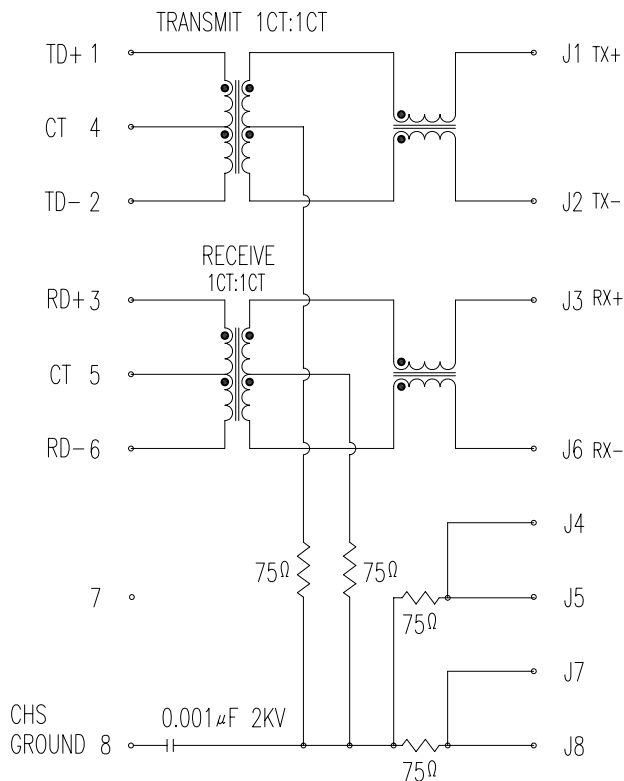 TRANSMIT 1CT:1CT
TD+ 1
J1 TX+
CT 4
TD- 2
J2 TX-
RECEIVE
1CT:1CT
RD+ 3
J3 RX+
CT 5
RD-6
J6 RX-
J4
75Ω
75Ω
7
J5
75Ω
J7
CHS
GROUND 8
0.001μF 2KV
J8
75Ω